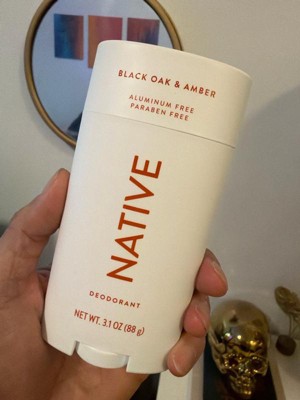 BLACK OAK & AMBER
ALUMINUM FREE
PARABEN FREE
NATIVE
DEODORANT
NET WT. 3.1 OZ (88 g)